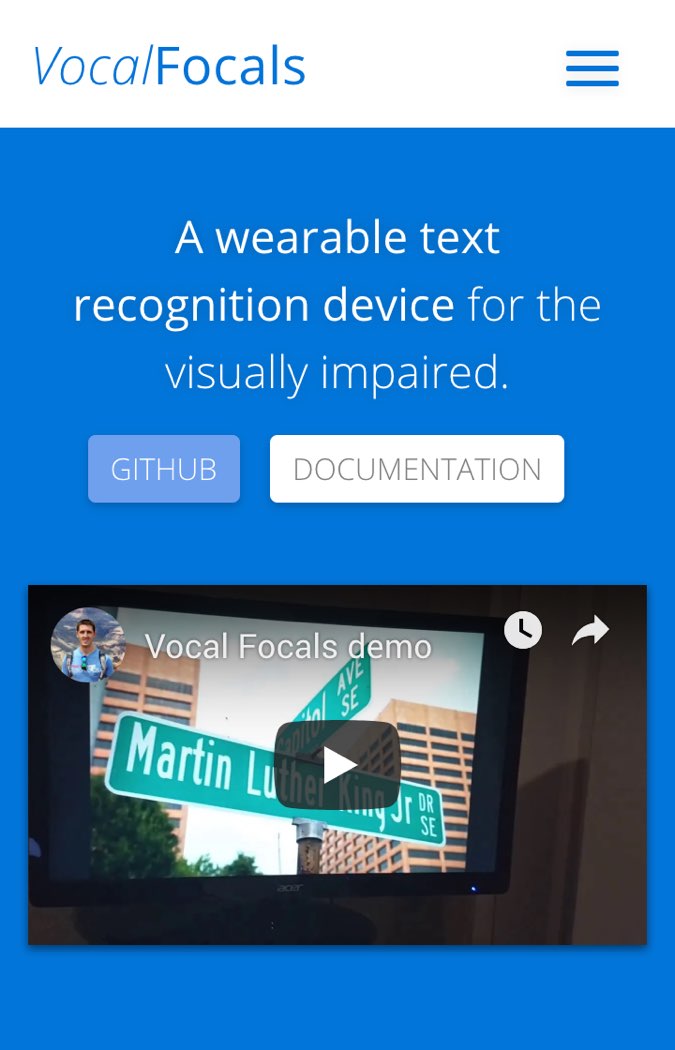 VocalFocals
A wearable text
recognition device for the
visually impaired.
GITHUB
DOCUMENTATION
Vocal Focals demo
AVE
SE
Capitol
Martin Luther King Jr DR
SE
acer